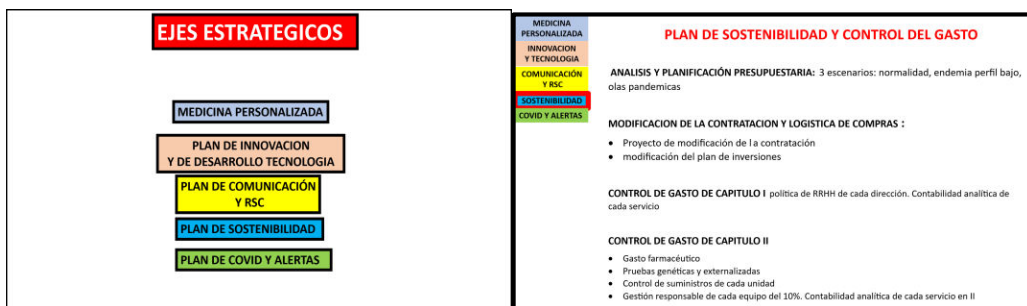 EJES ESTRATEGICOS
MEDICINA PERSONALIZADA
PLAN DE INNOVACION
Y DE DESARROLLO TECNOLOGIA
PLAN DE COMUNICACIÓN
Y RSC
PLAN DE SOSTENIBILIDAD
PLAN DE COVID Y ALERTAS
MEDICINA
PERSONALIZADA
INNOVACION
Y TECNOLOGIA
COMUNICACIÓN
Y RSC
SOSTENIBILIDAD
COVID Y ALERTAS
PLAN DE SOSTENIBILIDAD Y CONTROL DEL GASTO
ANALISIS Y PLANIFICACIÓN PRESUPUESTARIA: 3 escenarios: normalidad, endemia perfil bajo,
olas pandemicas
MODIFICACION DE LA CONTRATACION Y LOGISTICA DE COMPRAS :
• Proyecto de modificación de la contratación
• modificación del plan de inversiones
CONTROL DE GASTO DE CAPITULO I política de RRHH de cada dirección. Contabilidad analítica de
cada servicio
CONTROL DE GASTO DE CAPITULO II
• Gasto farmacéutico
• Pruebas genéticas y externalizadas
• Control de suministros de cada unidad
• Gestión responsable de cada equipo del 10%. Contabilidad analítica de cada servicio en II